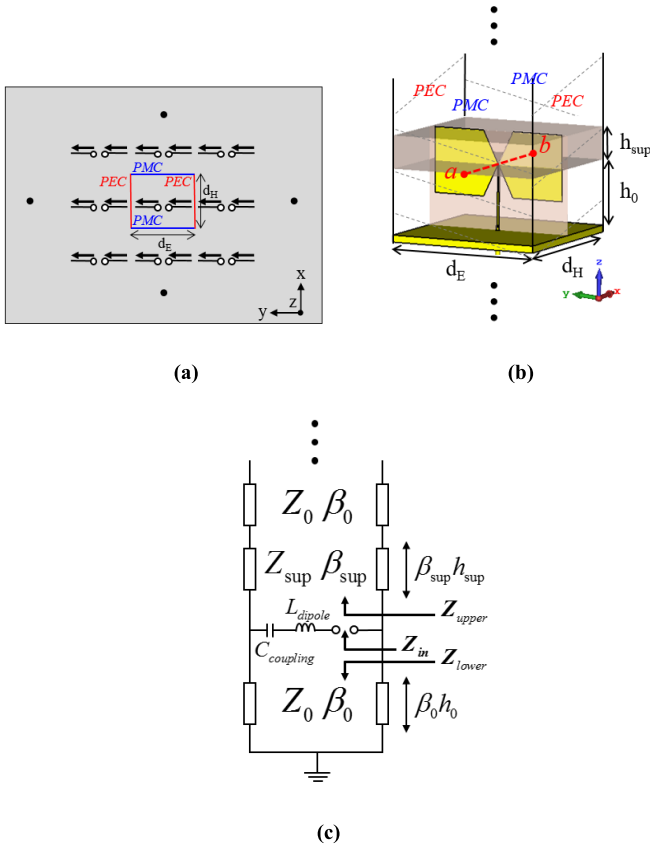 PMC
PEC PEC
d_H
PMC
d_E
x
y z
(a)
PMC
PEC
PMC PEC
b
a
h_sup
h_0
d_E
d_H
z
y x
(b)
Z_0 β_0
Z_sup β_sup
β_sup h_sup
L_dipole
Z_upper
C_coupling
Z_in
Z_lower
Z_0 β_0
β_0 h_0
(c)